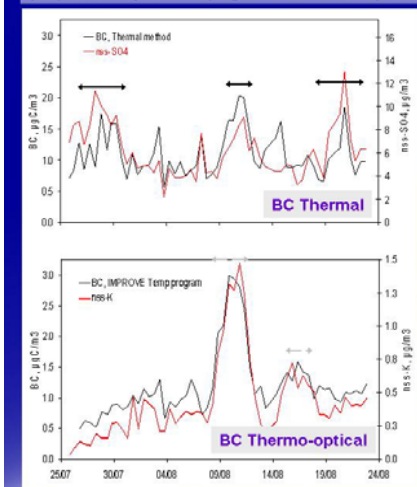 BC, Thermal method
nss-SO4
BC, µgC/m3
3.0
2.5
2.0
1.5
1.0
0.5
0.0
nss-SO4, µg/m3
16
14
12
10
8
6
4
2
0
BC Thermal
BC, IMPROVE Temp program
nss-K
BC, µgC/m3
3.0
2.5
2.0
1.5
1.0
0.5
0.0
nss-K, µg/m3
1.5
1.3
1.0
0.8
0.5
0.3
0.0
BC Thermo-optical
25/07 30/07 04/08 09/08 14/08 19/08 24/08